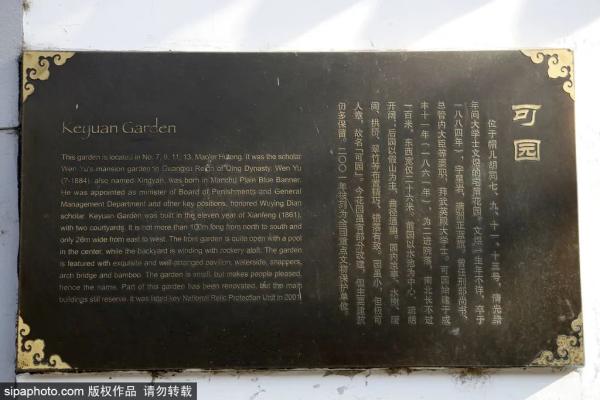 Keyuan Garden
This garden is located in No. 7, 9, 11, 13, Maoer Hutong. It was the scholar
Wen Yu's mansion garden in Guangxu Reign of Qing Dynasty. Wen Yu
(?-1884), also named Xingyan, was born in Manchu Plain Blue Banner.
He was appointed as minister of Board of Penishments and General
Management Department and other key positions, honored Wuying Dian
scholar. Keyuan Garden was built in the eleven year of Xianfeng (1861),
with two courtyards. It is not more than 100m long from north to south and
only 26m wide from east to west. The front garden is quite open with a pool
in the center, while the backyard is winding with rockery aloft. The garden
is featured with exquisite and well-arranged pavilion, waterside, snappers,
arch bridge and bamboo. The garden is small, but makes people pleased,
hence the name. Part of this garden has been renovated, but the main
buildings still reserve. It was listed key National Relic Protection Unit in 2001.
可园
位于帽儿胡同七、九、十一、十三号，清光绪
年间大学士文煜的宅邸花园。文煜（？生年不详，卒于
一八八四年），字星岩，满洲正蓝旗，曾任刑部尚书、
总管内大臣等要职，拜武英殿大学士。可园始建于咸
丰十一年（一八六一年），为二进院落，南北长不过
一百米，东西宽仅二十六米。前园以水池为中心，疏朗
开阔；后园以假山为主，曲径通幽。园内
拱桥、翠竹等布置精巧，错落有致。园虽小，但极可
人意，故名「可园」。今花园虽有部分改建，但主要建筑
仍多保留。二〇〇一年被列为全国重点文物保护单位。
sipaphoto.com 版权作品 请勿转载